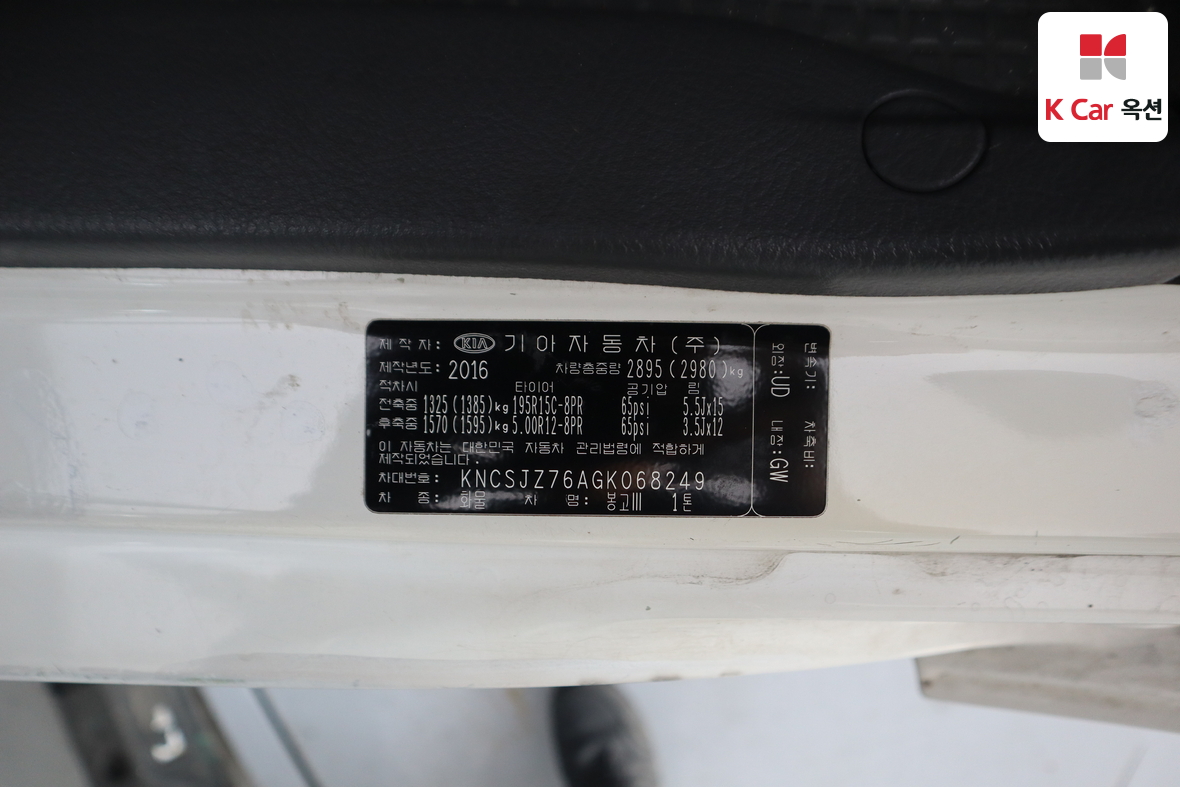 K Car 옥션
제 작 자: KIA 기 아 자 동 차 (주)
제작년도: 2016 차량총중량 2895 (2980)kg
적차시 타이어 공기압 림
전축중 1325 (1385)kg 195R15C-8PR 65psi 5.5Jx15
후축중 1570 (1595)kg 5.00R12-8PR 65psi 3.5Jx12
이 자동차는 대한민국 자동차 관리법령에 적합하게
제작되었습니다.
차대번호: KNCSJZ76AGK068249
차 종: 화물 차 명: 봉고III 1톤
변속기: 차축비:
외장:UD 내장:GW